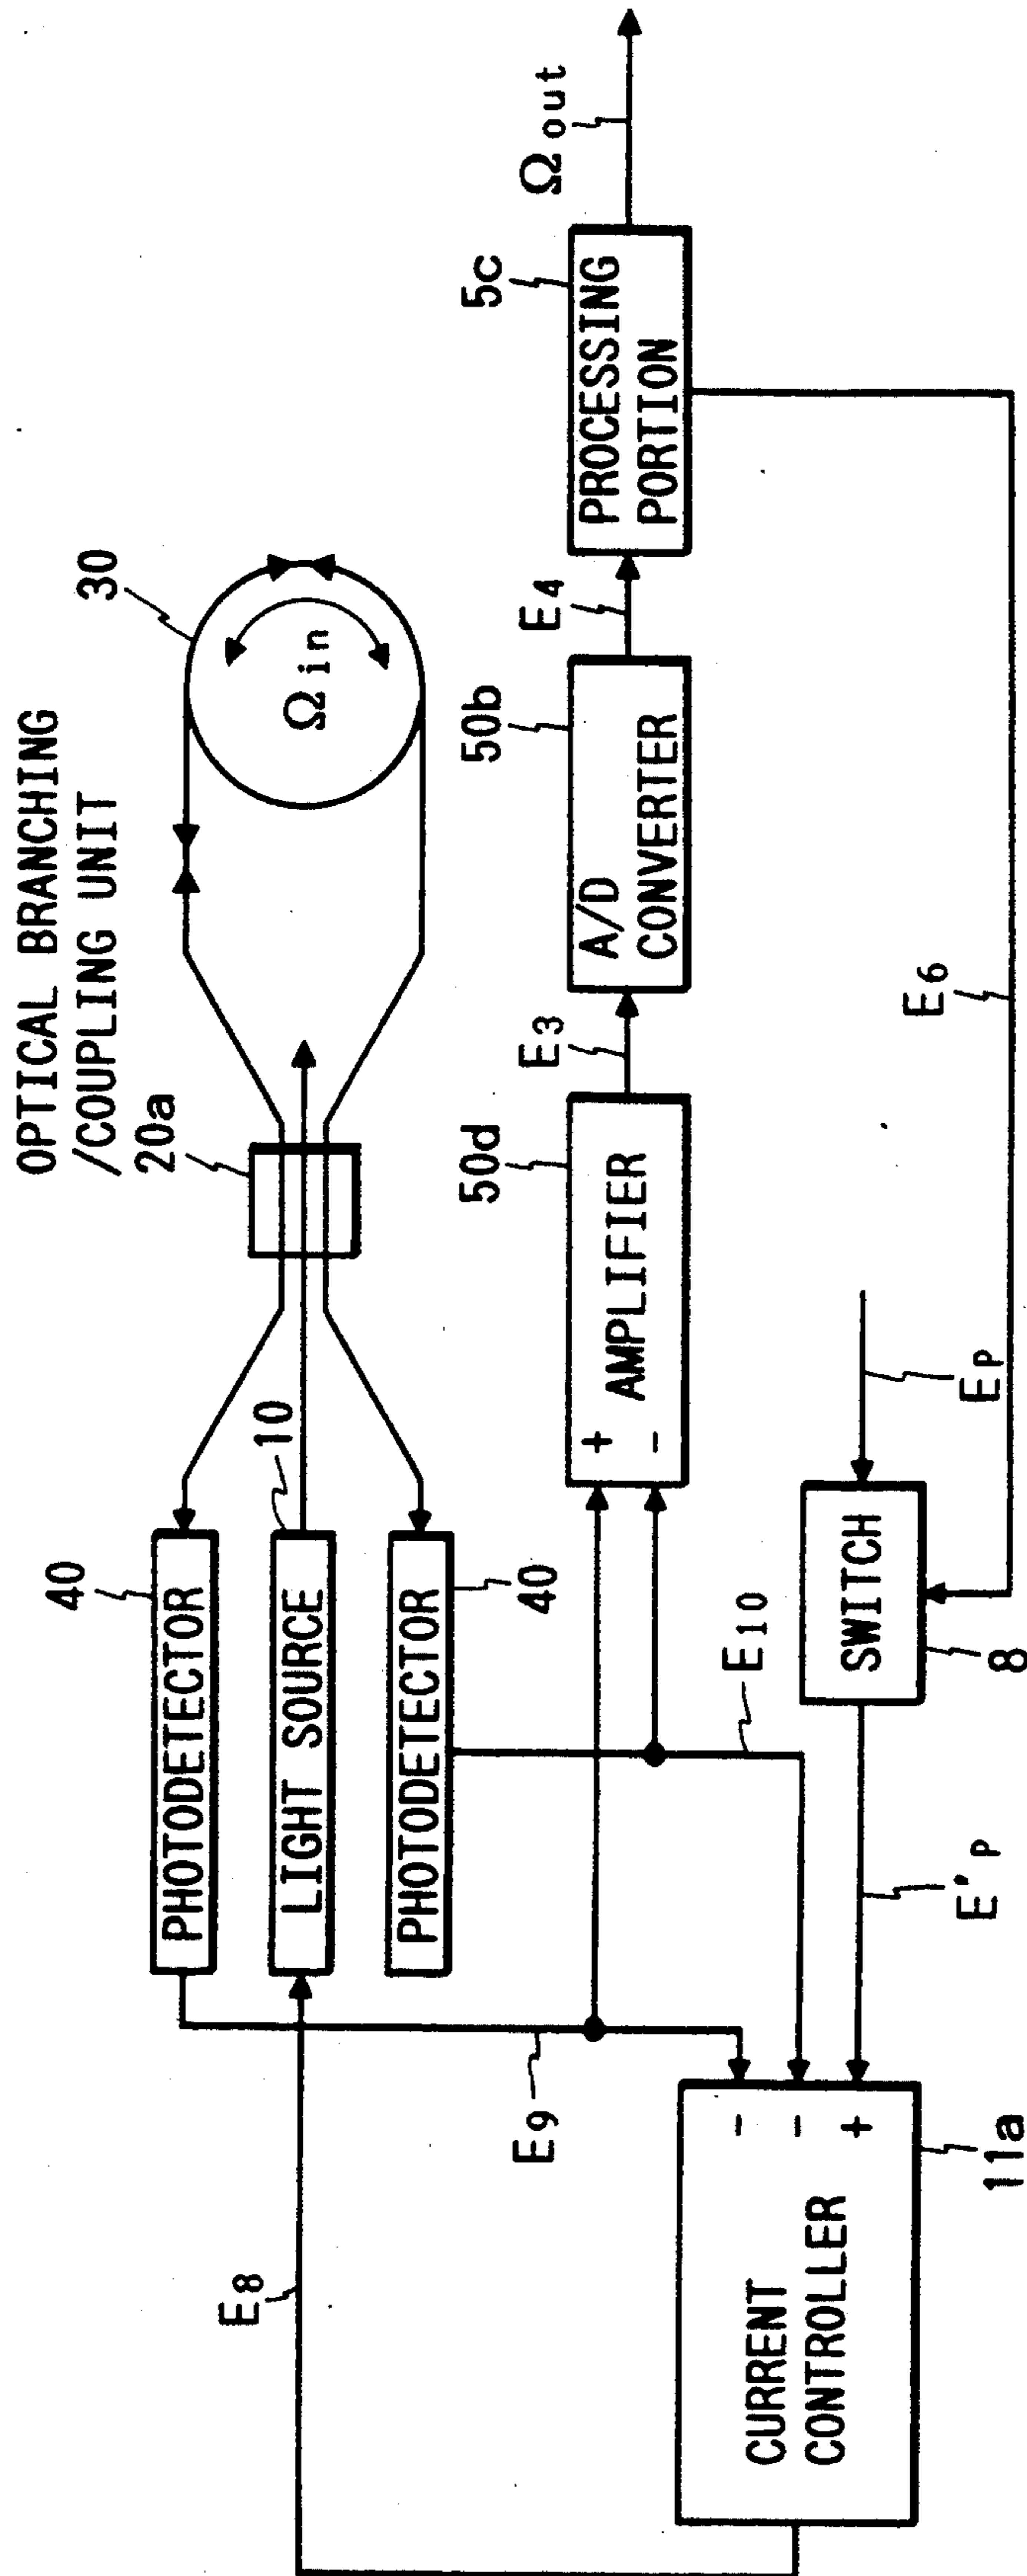 OPTICAL BRANCHING
/COUPLING UNIT
20a
30
Ωin
40
PHOTODETECTOR
10
LIGHT SOURCE
PHOTODETECTOR
40
E8
E9
E10
50d
+
-
AMPLIFIER
E3
50b
A/D
CONVERTER
E4
5c
PROCESSING
PORTION
Ωout
E6
EP
SWITCH
8
E'P
-
-
+
CURRENT
CONTROLLER
11a